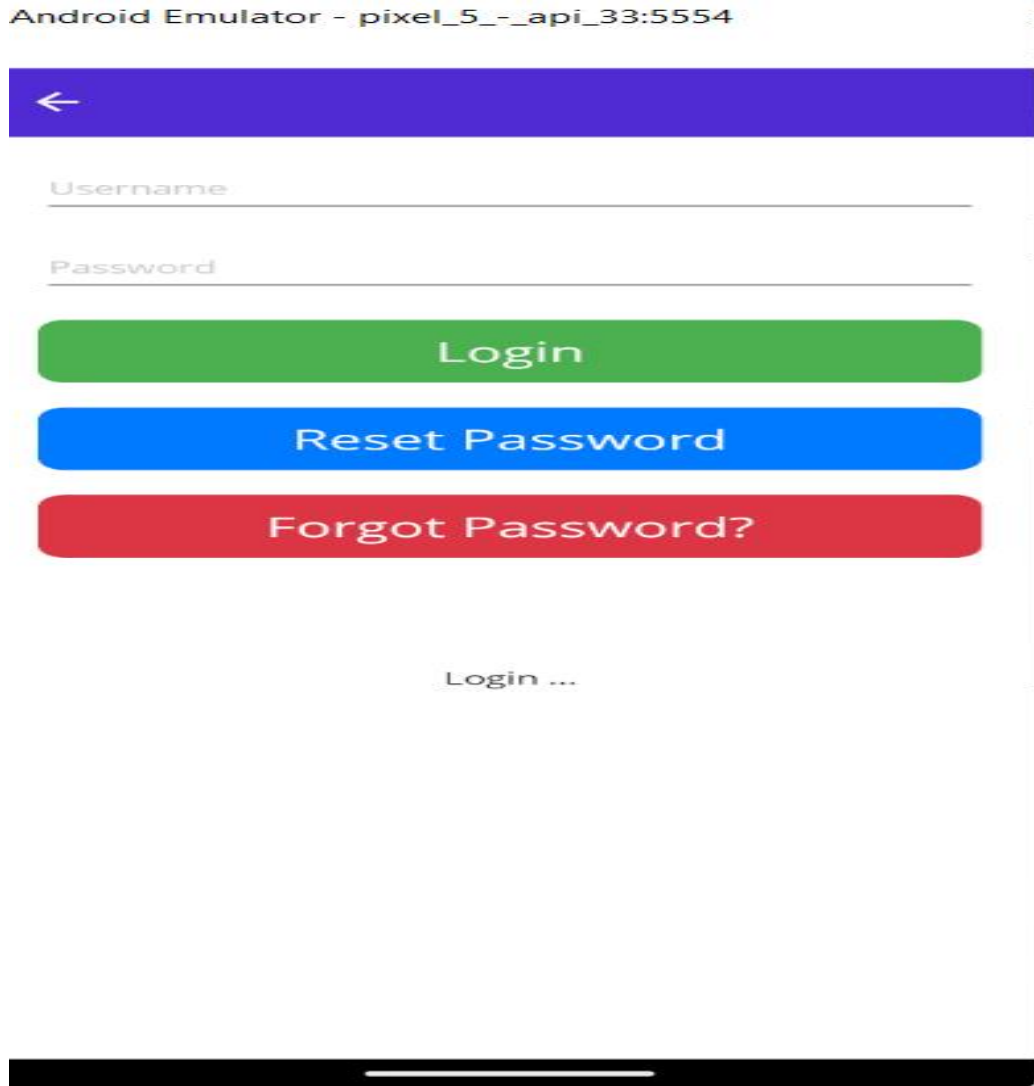 Android Emulator - pixel_5_-_api_33:5554
Username
Password
Login
Reset Password
Forgot Password?
Login ...